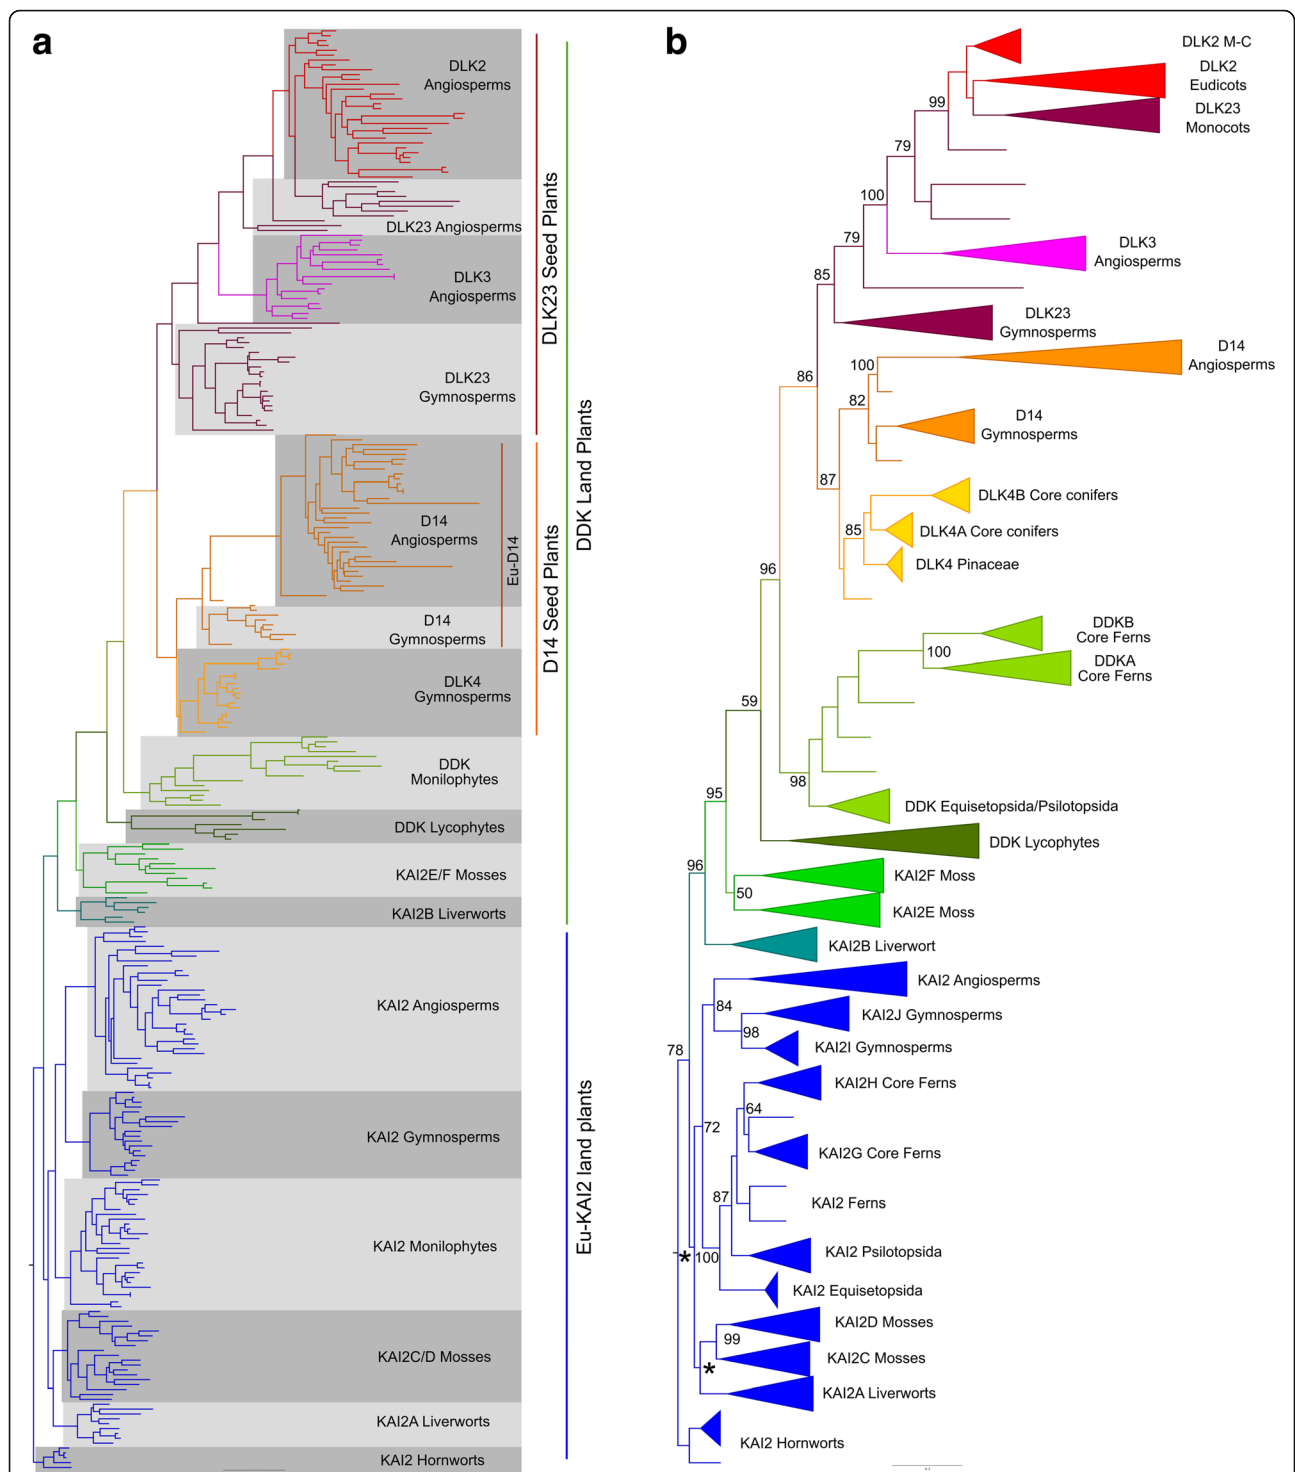 a
DLK2
Angiosperms
DLK23 Angiosperms
DLK3
Angiosperms
DLK23
Gymnosperms
D14
Angiosperms
D14
Gymnosperms
DLK4
Gymnosperms
DDK
Monilophytes
DDK Lycophytes
KAI2E/F Mosses
KAI2B Liverworts
KAI2 Angiosperms
KAI2 Gymnosperms
KAI2 Monilophytes
KAI2C/D Mosses
KAI2A Liverworts
KAI2 Hornworts
DLK23 Seed Plants
Eu-D14
D14 Seed Plants
DDK Land Plants
Eu-KAI2 land plants
b
DLK2 M-C
DLK2
Eudicots
99
DLK23
Monocots
79
100
79
DLK3
Angiosperms
85
DLK23
Gymnosperms
D14
Angiosperms
100
86
82
D14
Gymnosperms
87
DLK4B Core conifers
85
DLK4A Core conifers
DLK4 Pinaceae
96
DDKB
Core Ferns
100
DDKA
Core Ferns
59
98
95
DDK Equisetopsida/Psilotopsida
DDK Lycophytes
96
KAI2F Moss
50
KAI2E Moss
KAI2B Liverwort
KAI2 Angiosperms
84
KAI2J Gymnosperms
98
KAI2I Gymnosperms
78
KAI2H Core Ferns
64
72
KAI2G Core Ferns
87
KAI2 Ferns
*
100
KAI2 Psilotopsida
KAI2 Equisetopsida
KAI2D Mosses
99
KAI2C Mosses
*
KAI2A Liverworts
KAI2 Hornworts